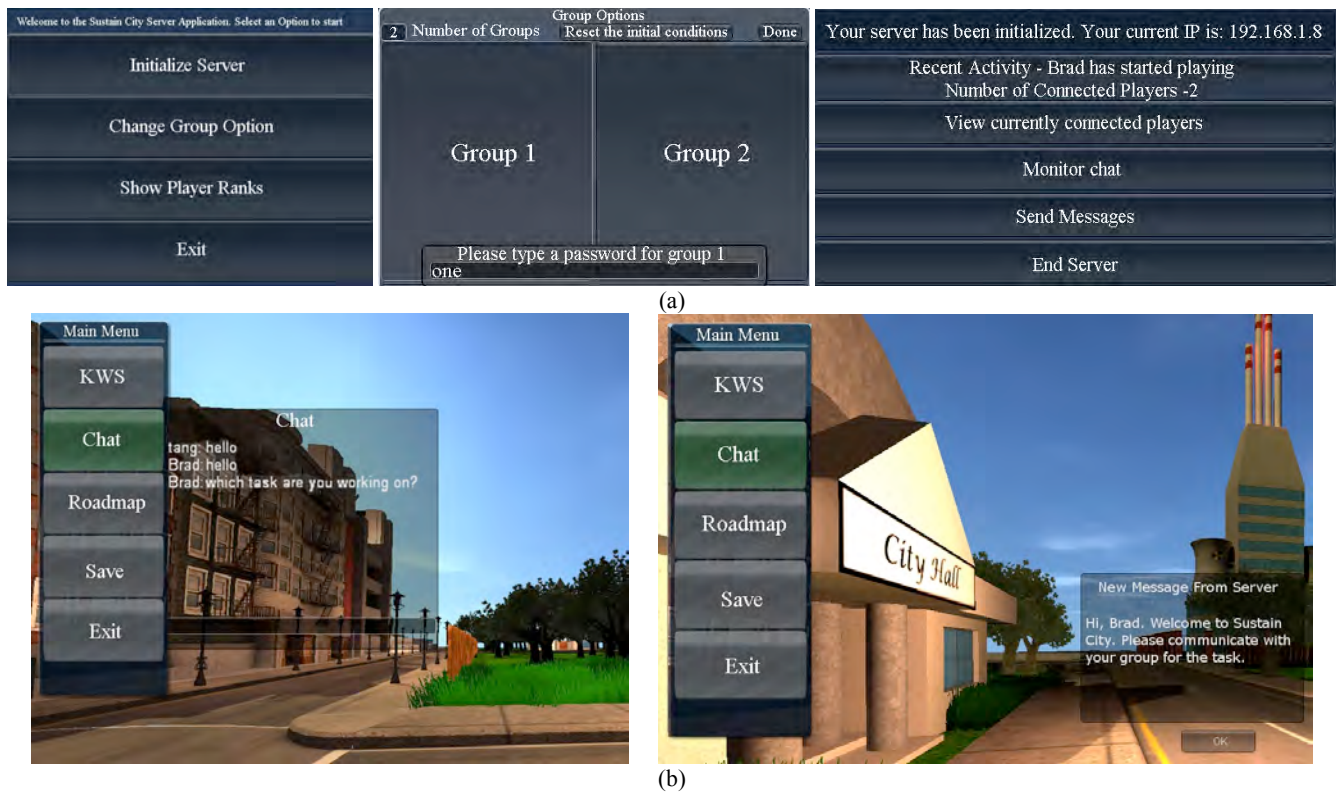 Welcome to the Sustain City Server Application. Select an Option to start
Initialize Server
Change Group Option
Show Player Ranks
Exit
Group Options
2 Number of Groups Reset the initial conditions Done
Group 1
Group 2
Please type a password for group 1
one
Your server has been initialized. Your current IP is: 192.168.1.8
Recent Activity - Brad has started playing
Number of Connected Players -2
View currently connected players
Monitor chat
Send Messages
End Server
(a)
Main Menu
KWS
Chat
Roadmap
Save
Exit
Chat
tang: hello
Brad:hello
Brad:which task are you working on?
Main Menu
KWS
Chat
Roadmap
Save
Exit
City Hall
New Message From Server
Hi, Brad. Welcome to Sustain
City. Please communicate with
your group for the task.
OK
(b)